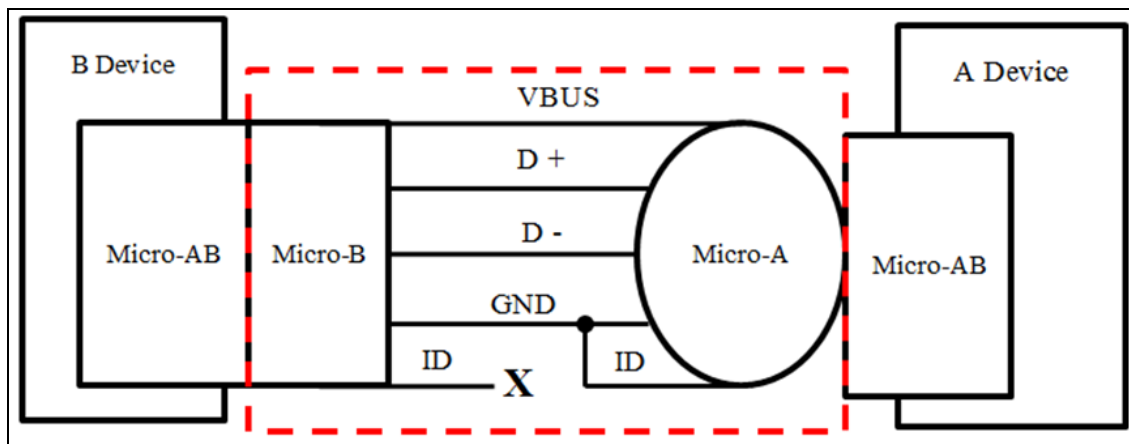 B Device
A Device
VBUS
D +
D -
Micro-AB
Micro-B
Micro-A
Micro-AB
GND
ID
X
ID